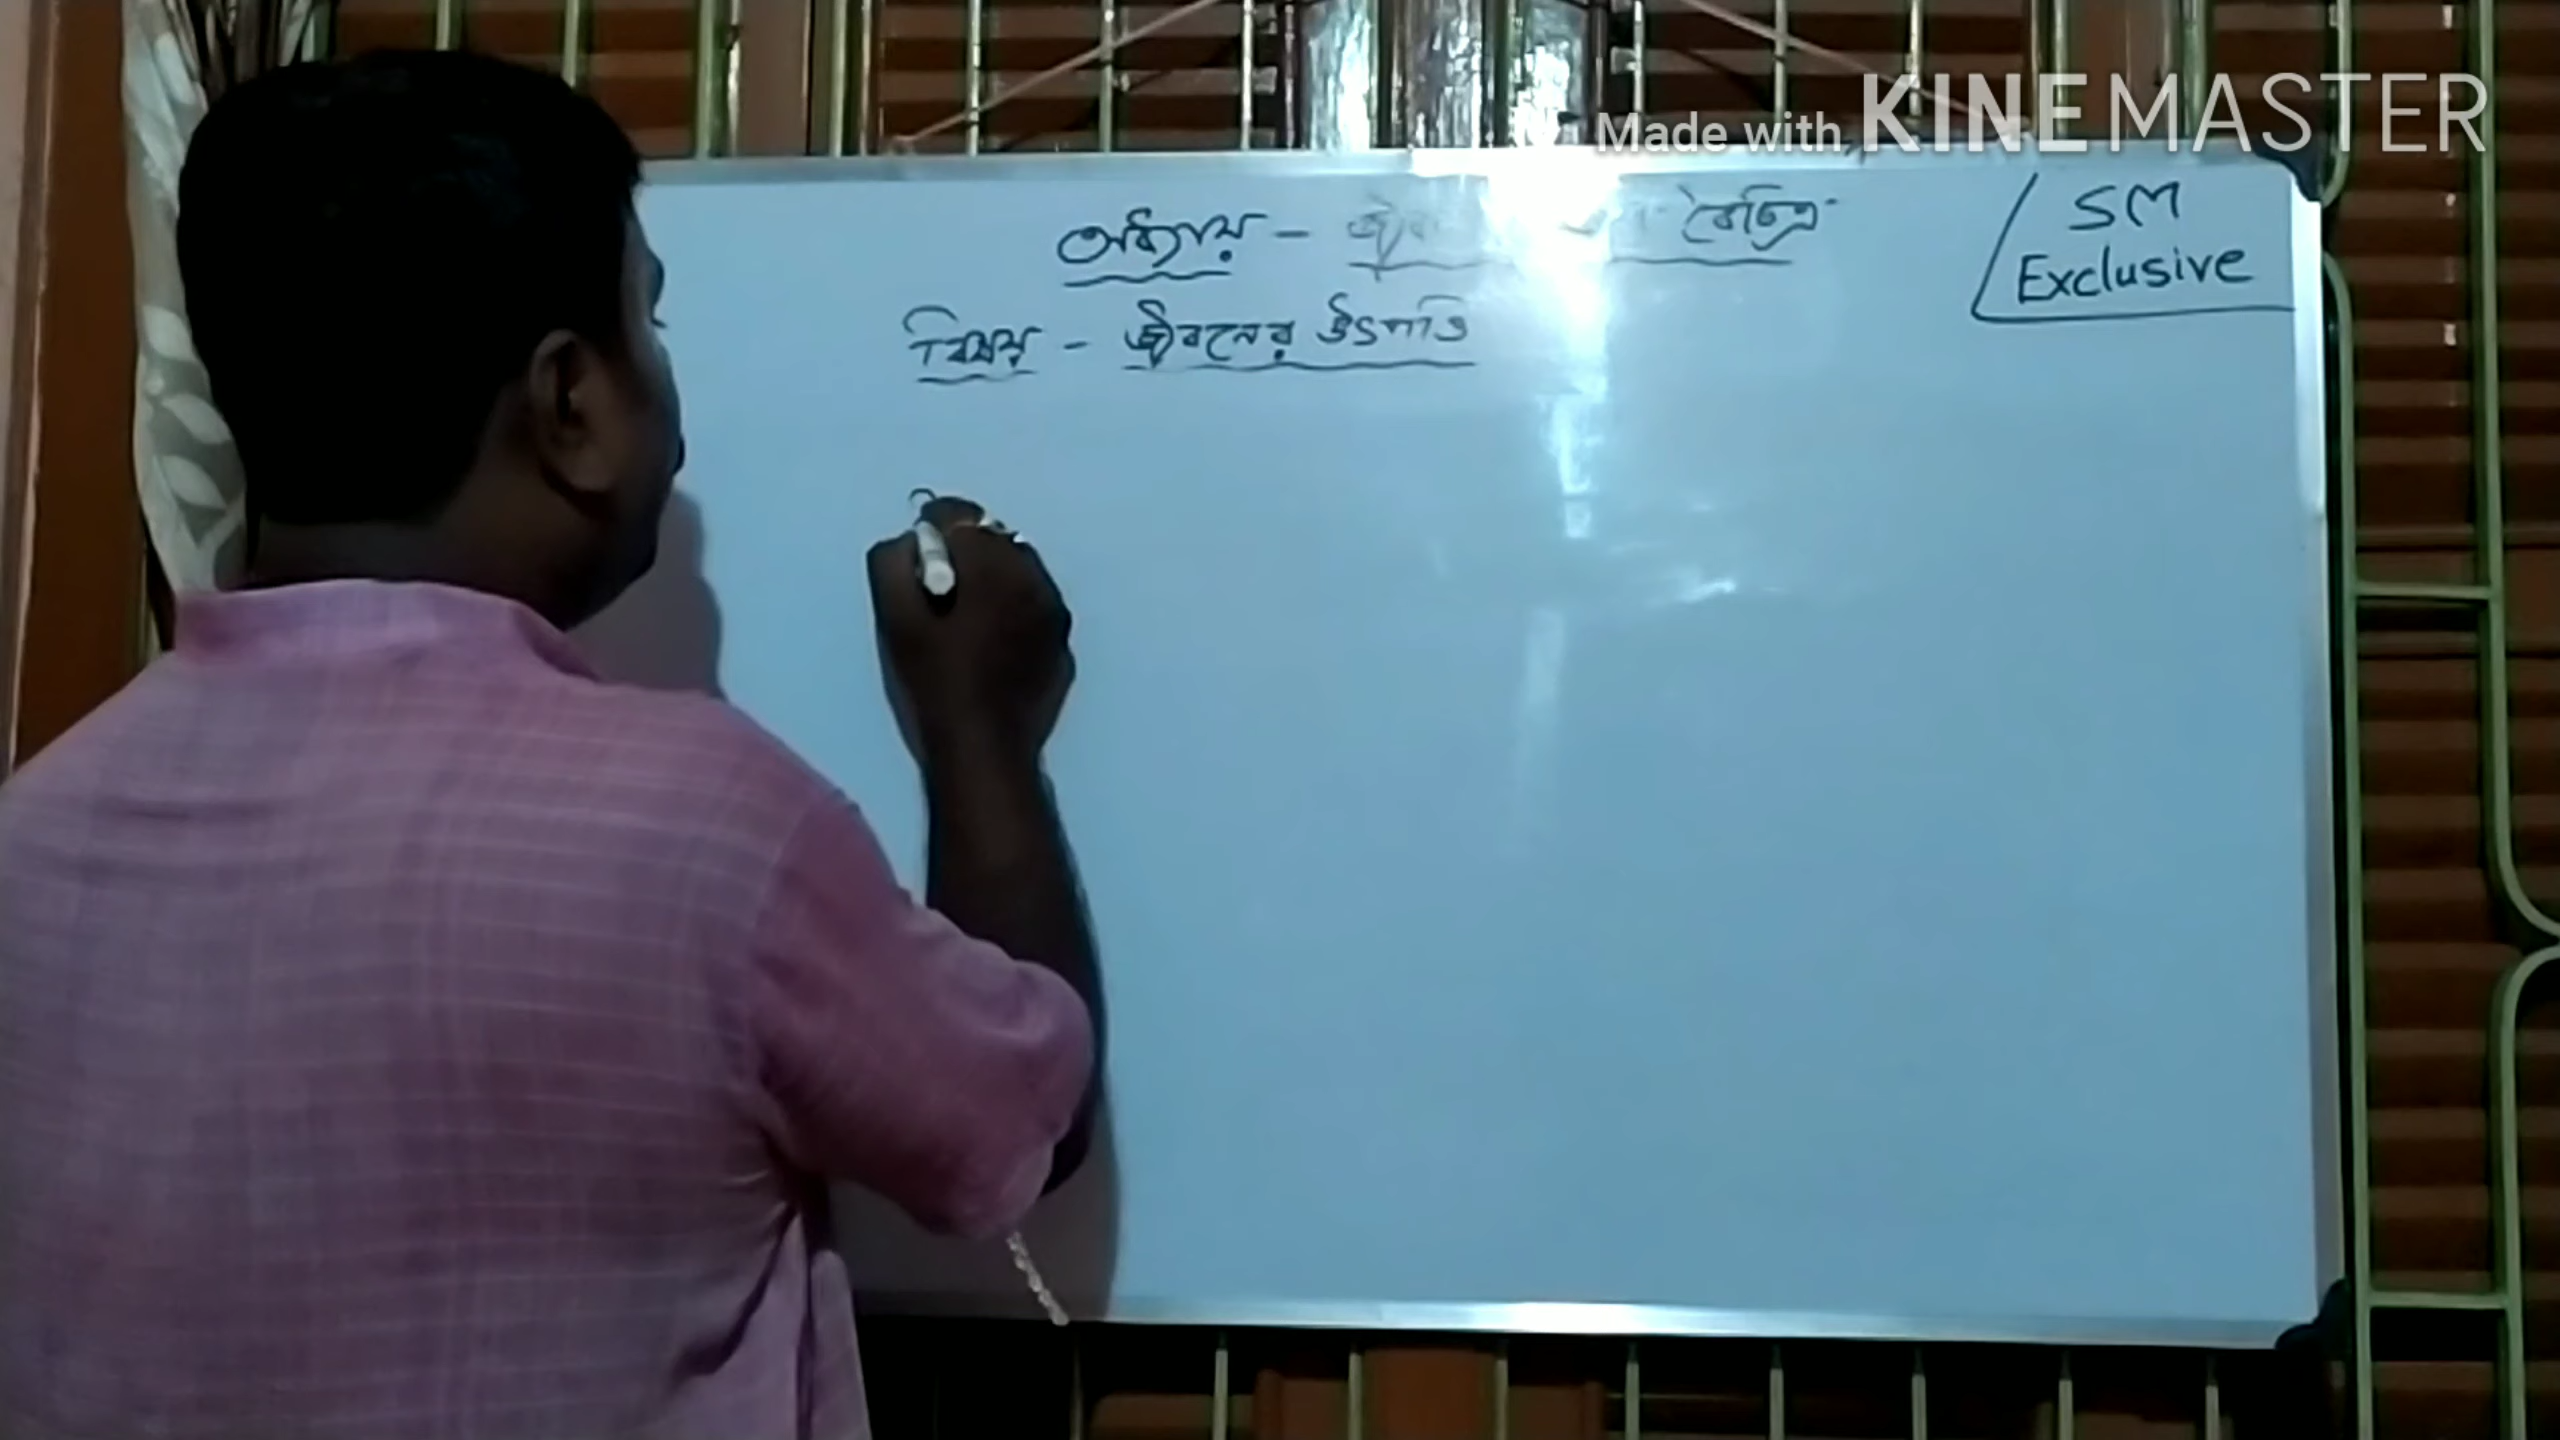 Made with KINEMASTER
অধ্যায় - বৈচিত্র
SM
Exclusive
বিষয় - জীবনের উৎপত্তি